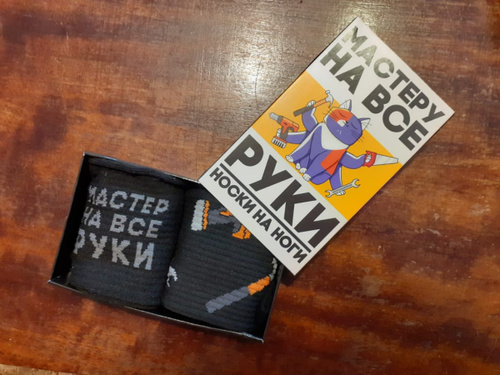 МАСТЕРУ
НА ВСЕ
РУКИ
НОСКИ НА НОГИ
МАСТЕР
НА ВСЕ
РУКИ